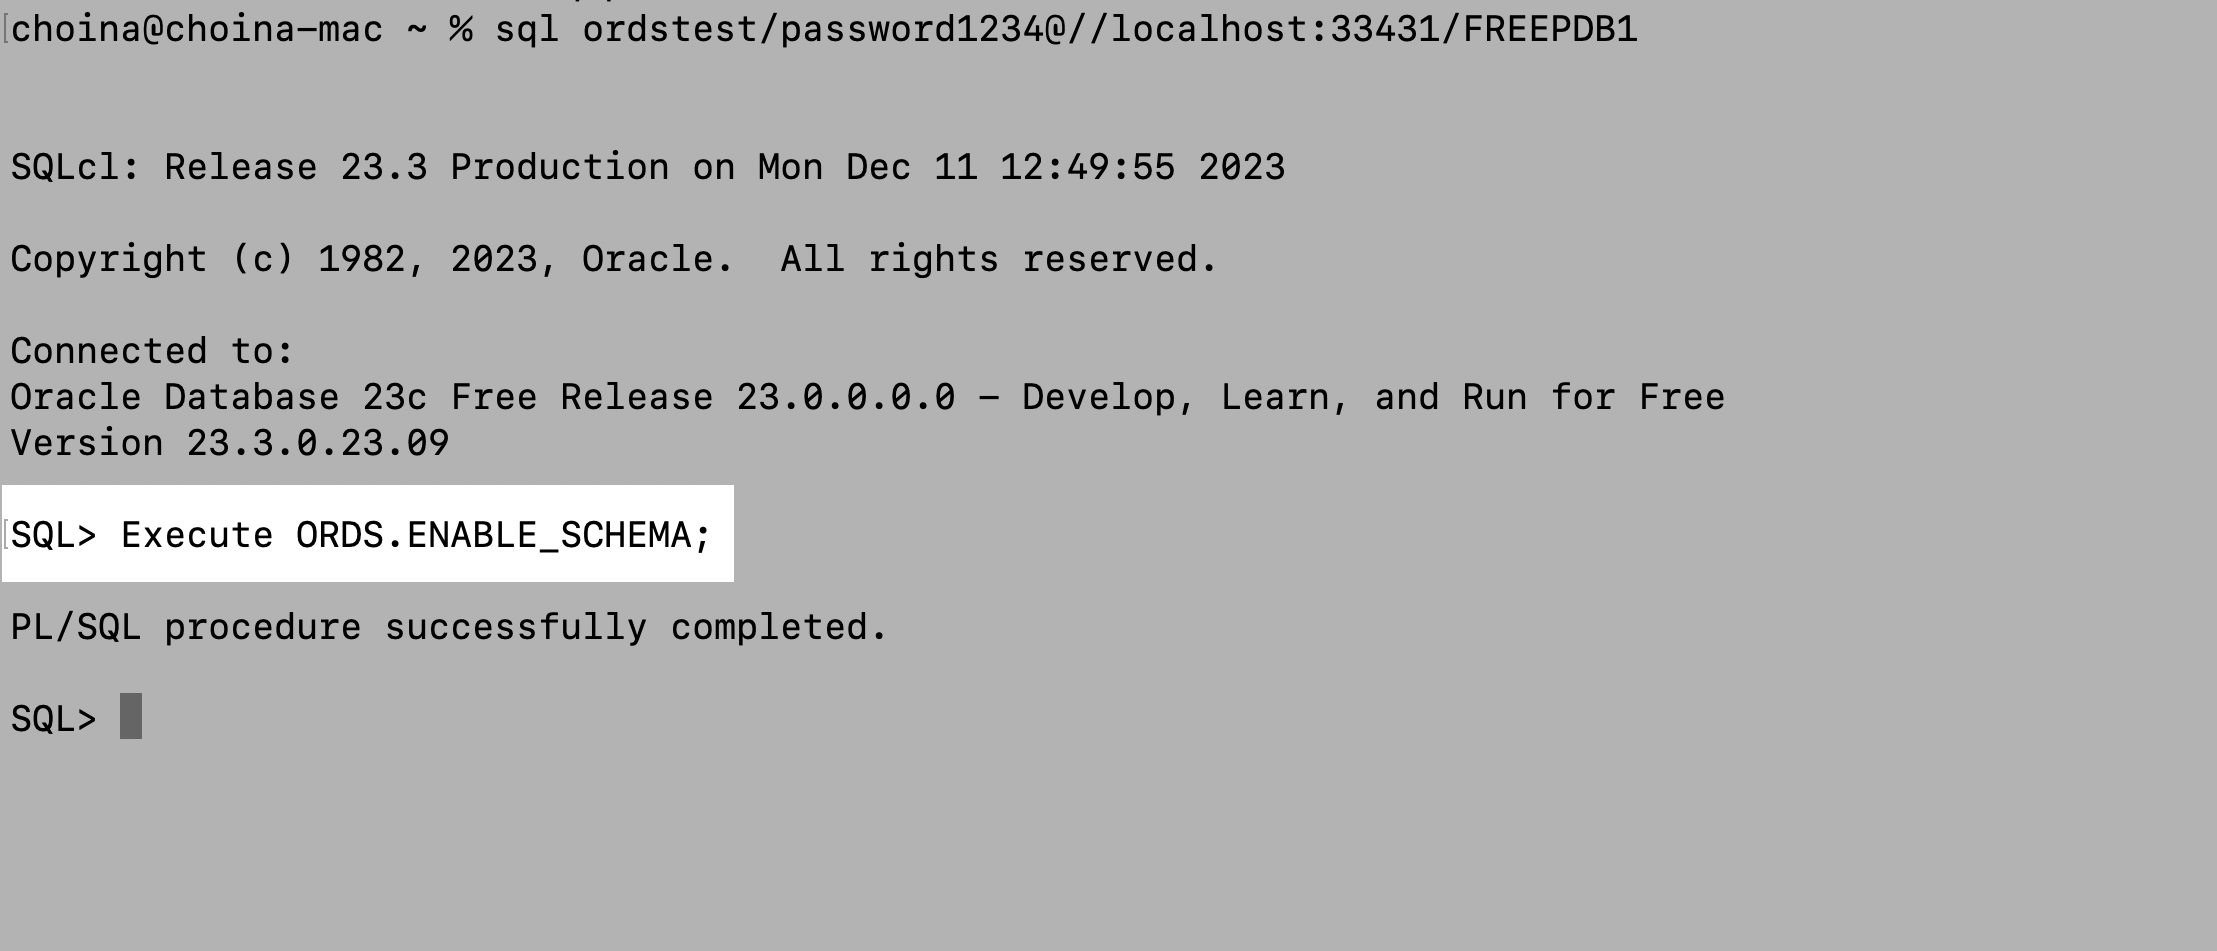 choina@choina-mac ~ % sql ordstest/password1234@//localhost:33431/FREEPDB1
SQLcl: Release 23.3 Production on Mon Dec 11 12:49:55 2023
Copyright (c) 1982, 2023, Oracle.  All rights reserved.
Connected to:
Oracle Database 23c Free Release 23.0.0.0.0 – Develop, Learn, and Run for Free
Version 23.3.0.23.09
SQL> Execute ORDS.ENABLE_SCHEMA;
PL/SQL procedure successfully completed.
SQL>